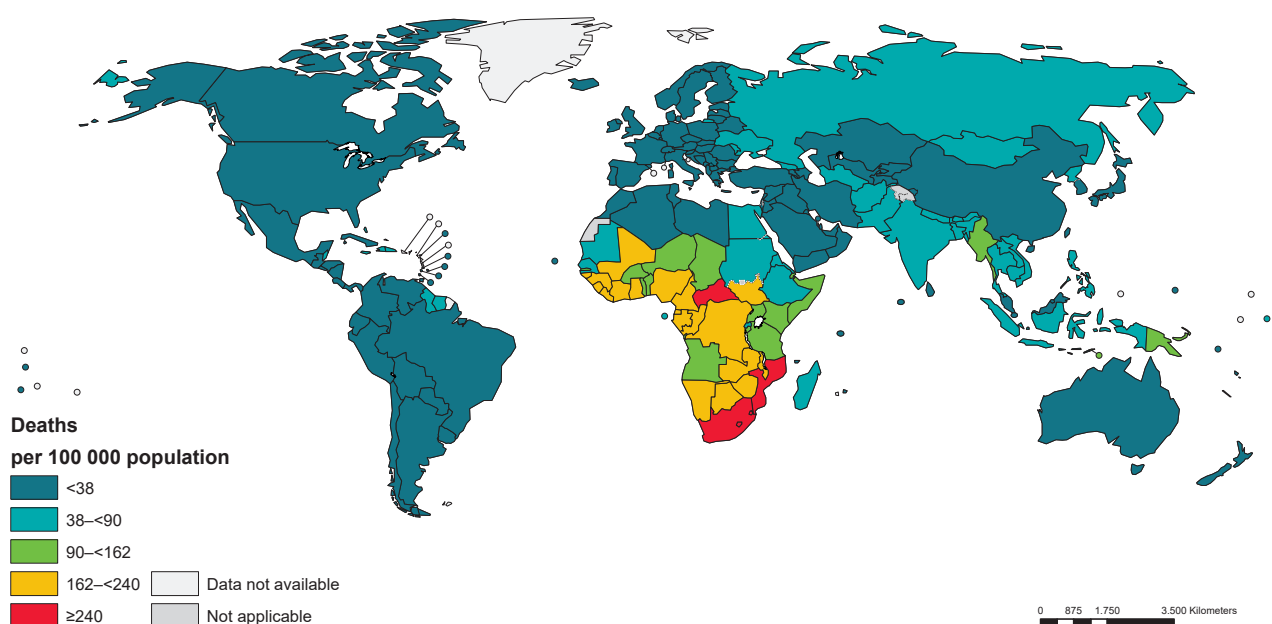 Deaths
per 100 000 population
<38
38–<90
90–<162
162–<240
≥240
Data not available
Not applicable
0 875 1.750 3.500 Kilometers